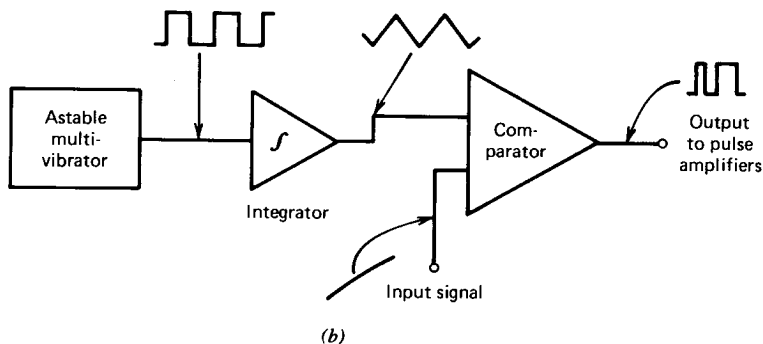 Astable
multi-
vibrator
∫
Integrator
Com-
parator
Output
to pulse
amplifiers
Input signal
(b)